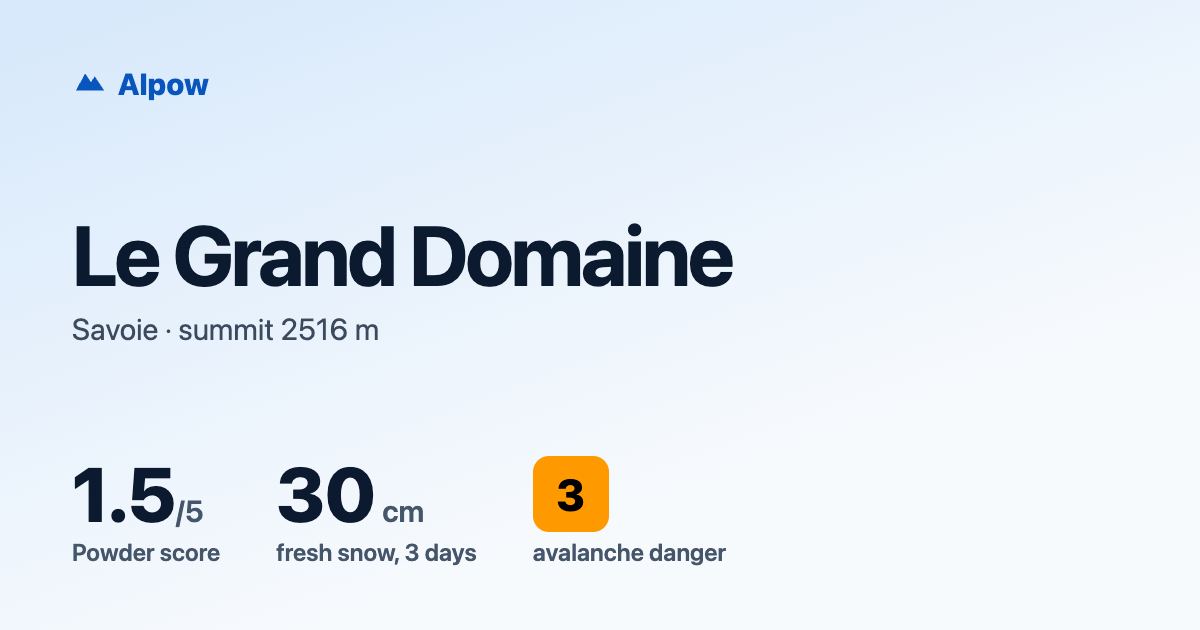 Alpow
Le Grand Domaine
Savoie · summit 2516 m
1.5/5
Powder score
30 cm
fresh snow, 3 days
3
avalanche danger